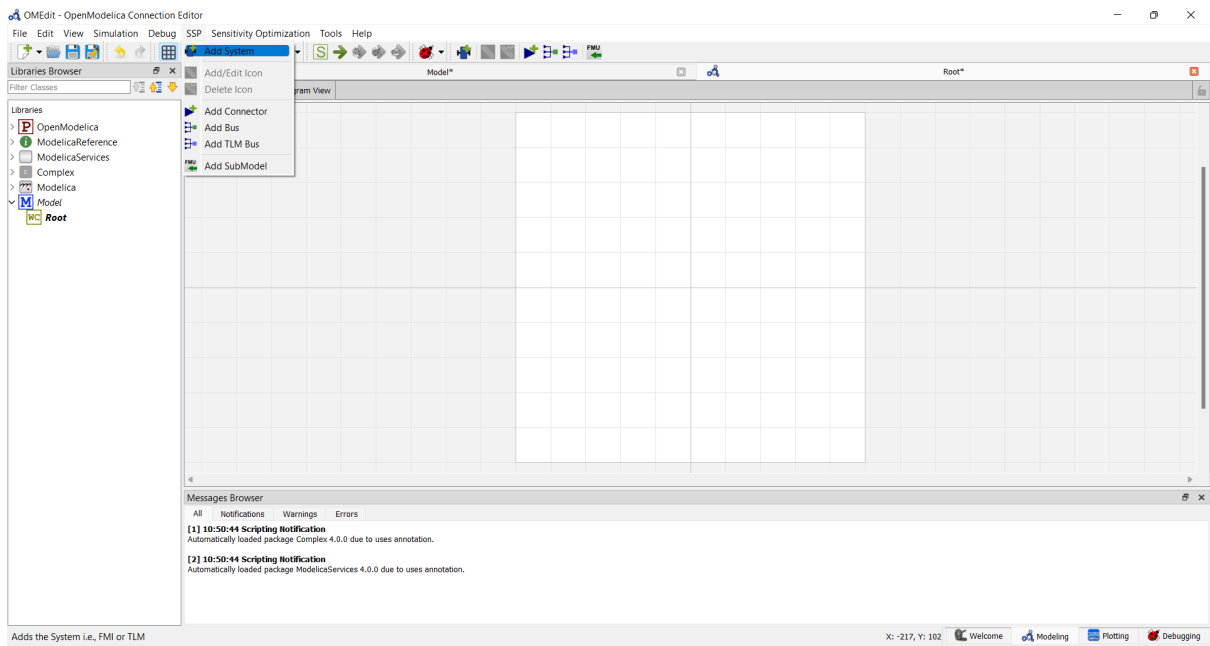 OMEdit - OpenModelica Connection Editor
File Edit View Simulation Debug SSP Sensitivity Optimization Tools Help
Add System
S
FMU
Libraries Browser
Model*
Root*
Filter Classes
Add/Edit Icon
Delete Icon
gram View
Libraries
Add Connector
P OpenModelica
Add Bus
i ModelicaReference
Add TLM Bus
ModelicaServices
FMU Add SubModel
C Complex
Modelica
M Model
WC Root
Messages Browser
All Notifications Warnings Errors
[1] 10:50:44 Scripting Notification
Automatically loaded package Complex 4.0.0 due to uses annotation.
[2] 10:50:44 Scripting Notification
Automatically loaded package ModelicaServices 4.0.0 due to uses annotation.
Adds the System i.e., FMI or TLM
X: -217, Y: 102 Welcome Modeling Plotting Debugging